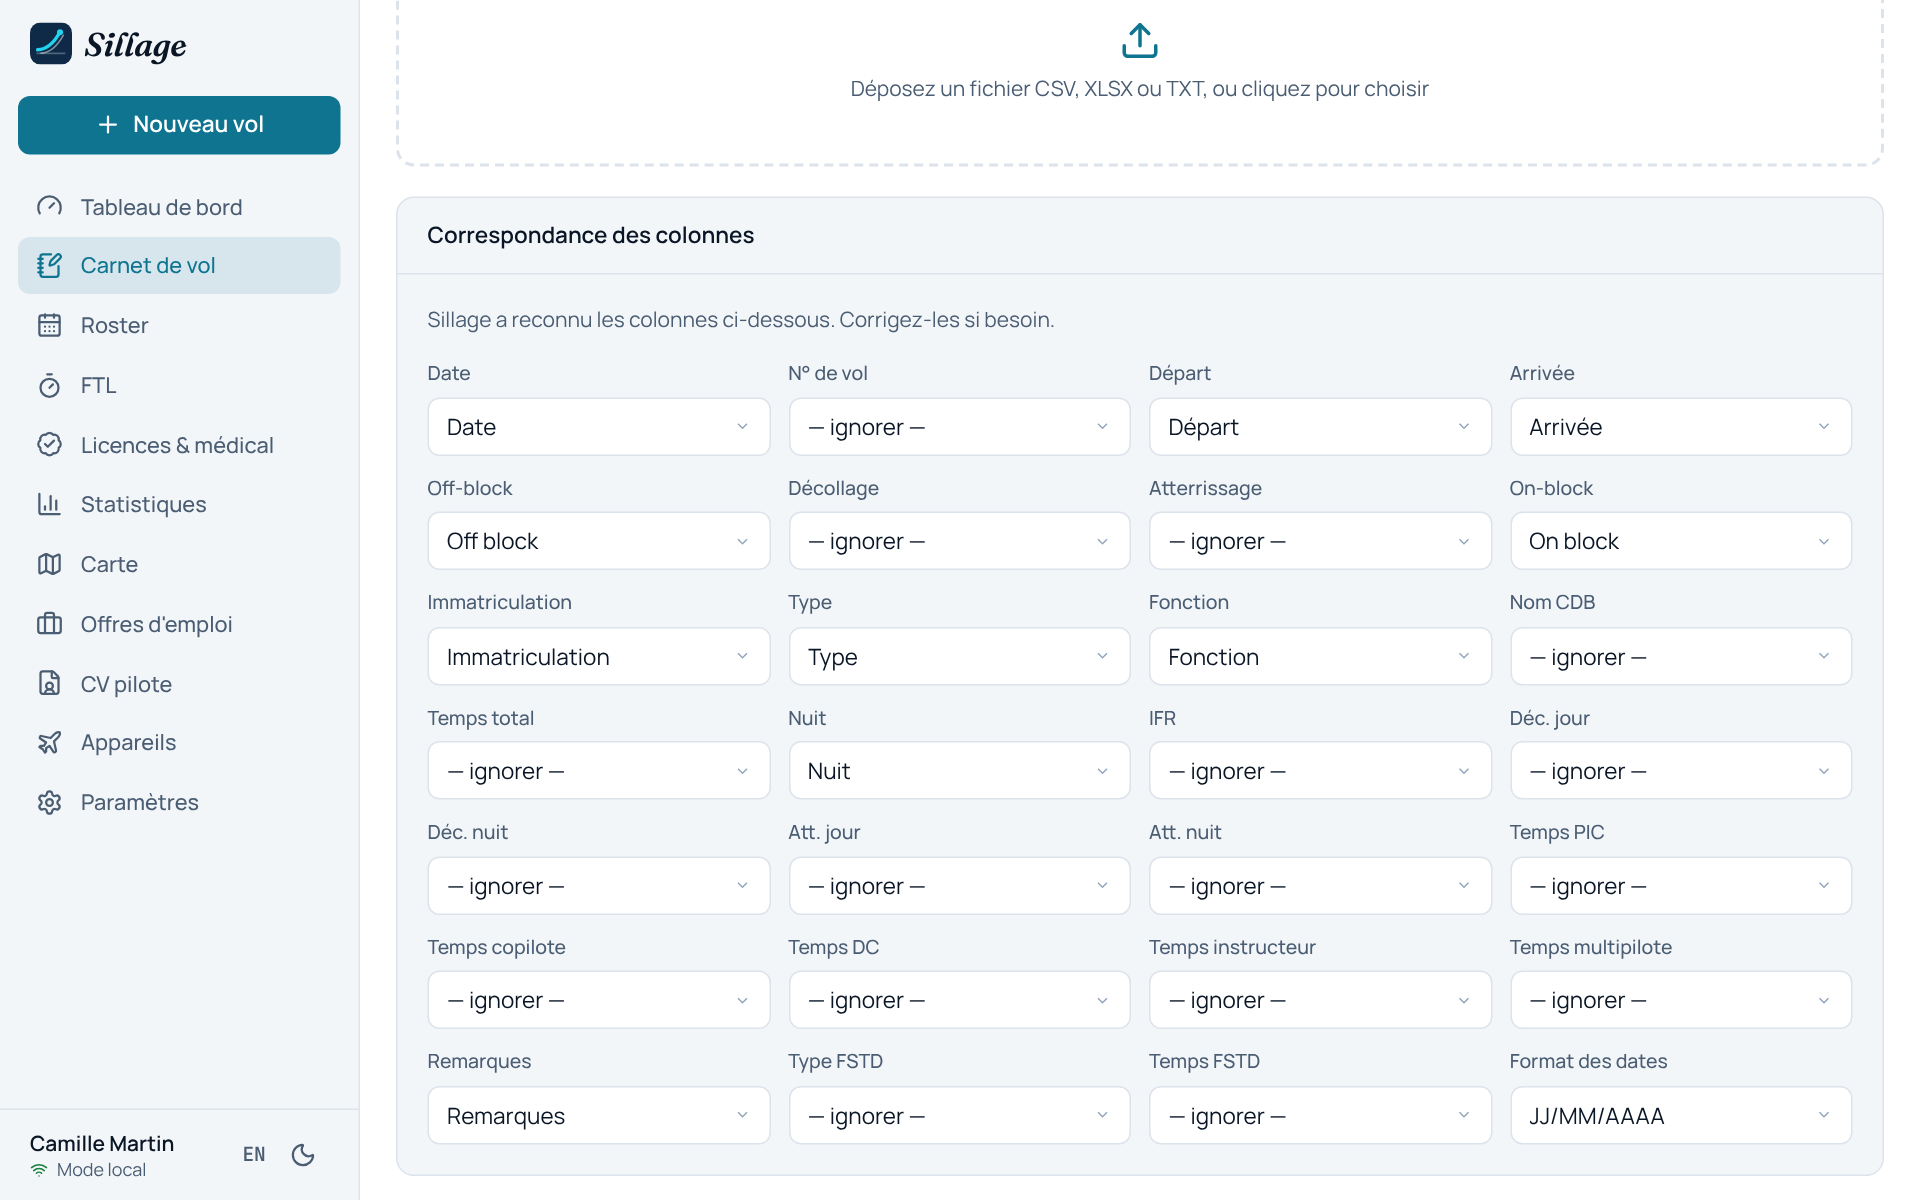 Sillage
+ Nouveau vol
Tableau de bord
Carnet de vol
Roster
FTL
Licences & médical
Statistiques
Carte
Offres d'emploi
CV pilote
Appareils
Paramètres
Camille Martin
Mode local
EN
Déposez un fichier CSV, XLSX ou TXT, ou cliquez pour choisir
Correspondance des colonnes
Sillage a reconnu les colonnes ci-dessous. Corrigez-les si besoin.
Date N° de vol Départ Arrivée
Date — ignorer — Départ Arrivée
Off-block Décollage Atterrissage On-block
Off block — ignorer — — ignorer — On block
Immatriculation Type Fonction Nom CDB
Immatriculation Type Fonction — ignorer —
Temps total Nuit IFR Déc. jour
— ignorer — Nuit — ignorer — — ignorer —
Déc. nuit Att. jour Att. nuit Temps PIC
— ignorer — — ignorer — — ignorer — — ignorer —
Temps copilote Temps DC Temps instructeur Temps multipilote
— ignorer — — ignorer — — ignorer — — ignorer —
Remarques Type FSTD Temps FSTD Format des dates
Remarques — ignorer — — ignorer — JJ/MM/AAAA